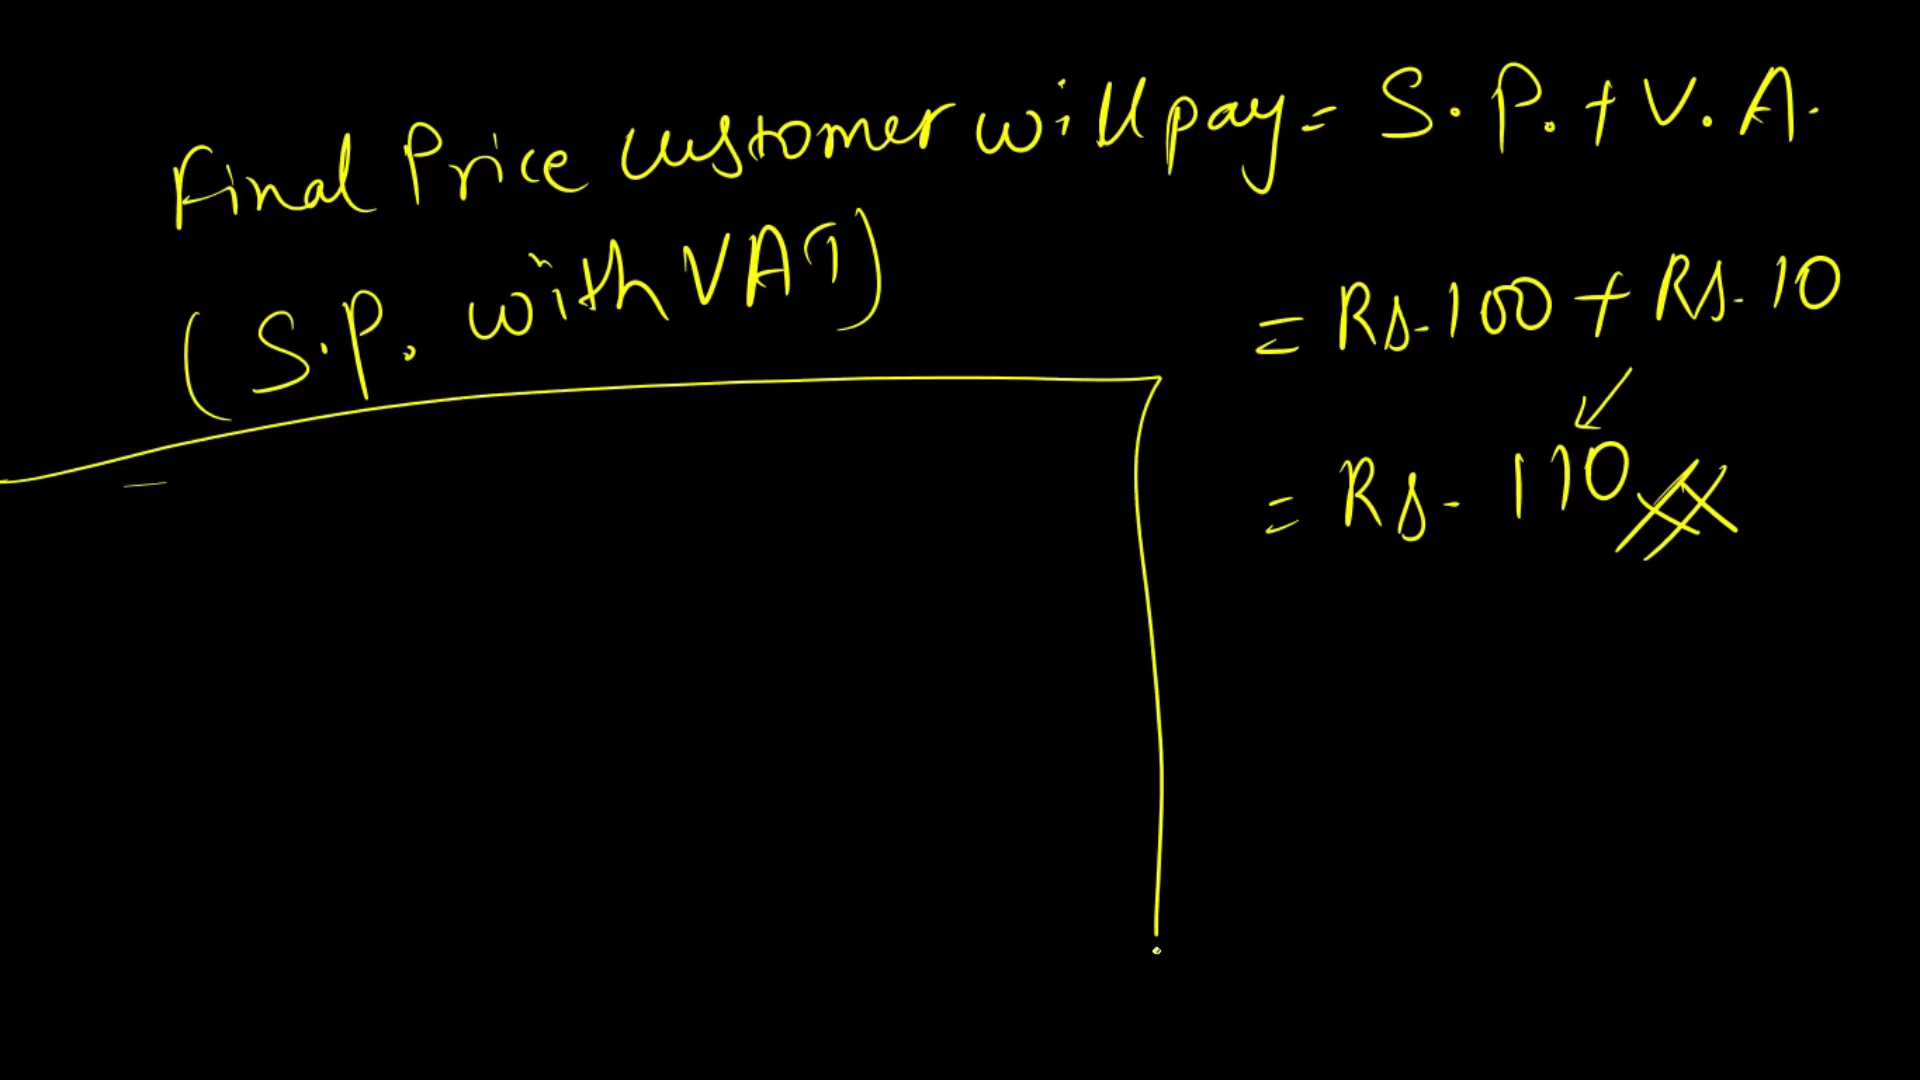 Final Price customer will pay = S.P. + V.A.
(S.P. with VAT)
= Rs. 100 + Rs. 10
= Rs. 110